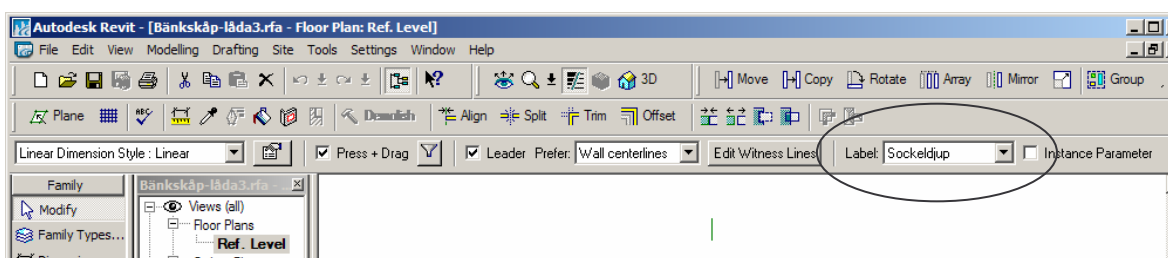 Autodesk Revit - [Bänkskåp-låda3.rfa - Floor Plan: Ref. Level]
File Edit View Modelling Drafting Site Tools Settings Window Help
3D Move Copy Rotate Array Mirror Group
Plane Demolish Align Split Trim Offset
Linear Dimension Style : Linear Press + Drag Leader Prefer: Wall centerlines Edit Witness Lines Label: Sockeldjup Instance Parameter
Family Bänkskåp-låda3.rfa - ...
Modify Views (all)
Floor Plans
Family Types... Ref. Level